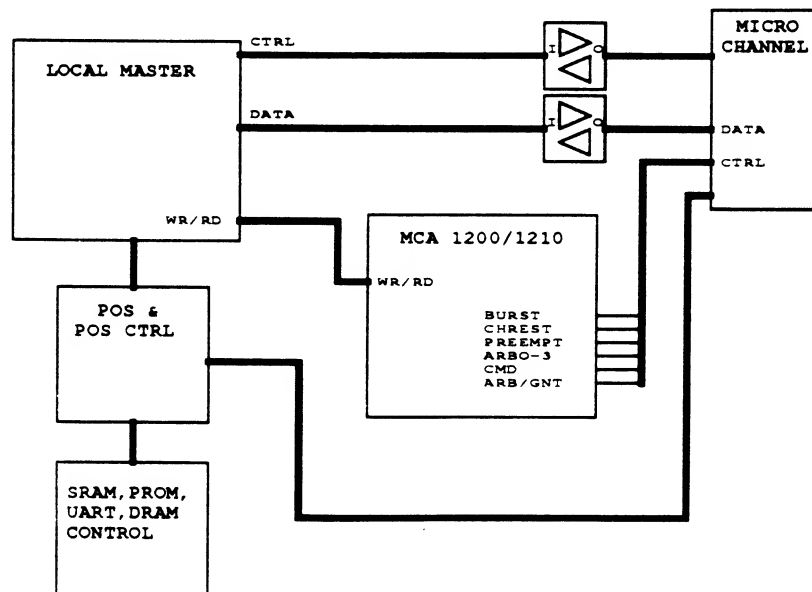 CTRL
I
O
MICRO
CHANNEL
LOCAL MASTER
DATA
I
O
DATA
CTRL
WR/RD
MCA 1200/1210
WR/RD
POS &
POS CTRL
BURST
CHREST
PREEMPT
ARBO-3
CMD
ARB/GNT
SRAM, PROM,
UART, DRAM
CONTROL